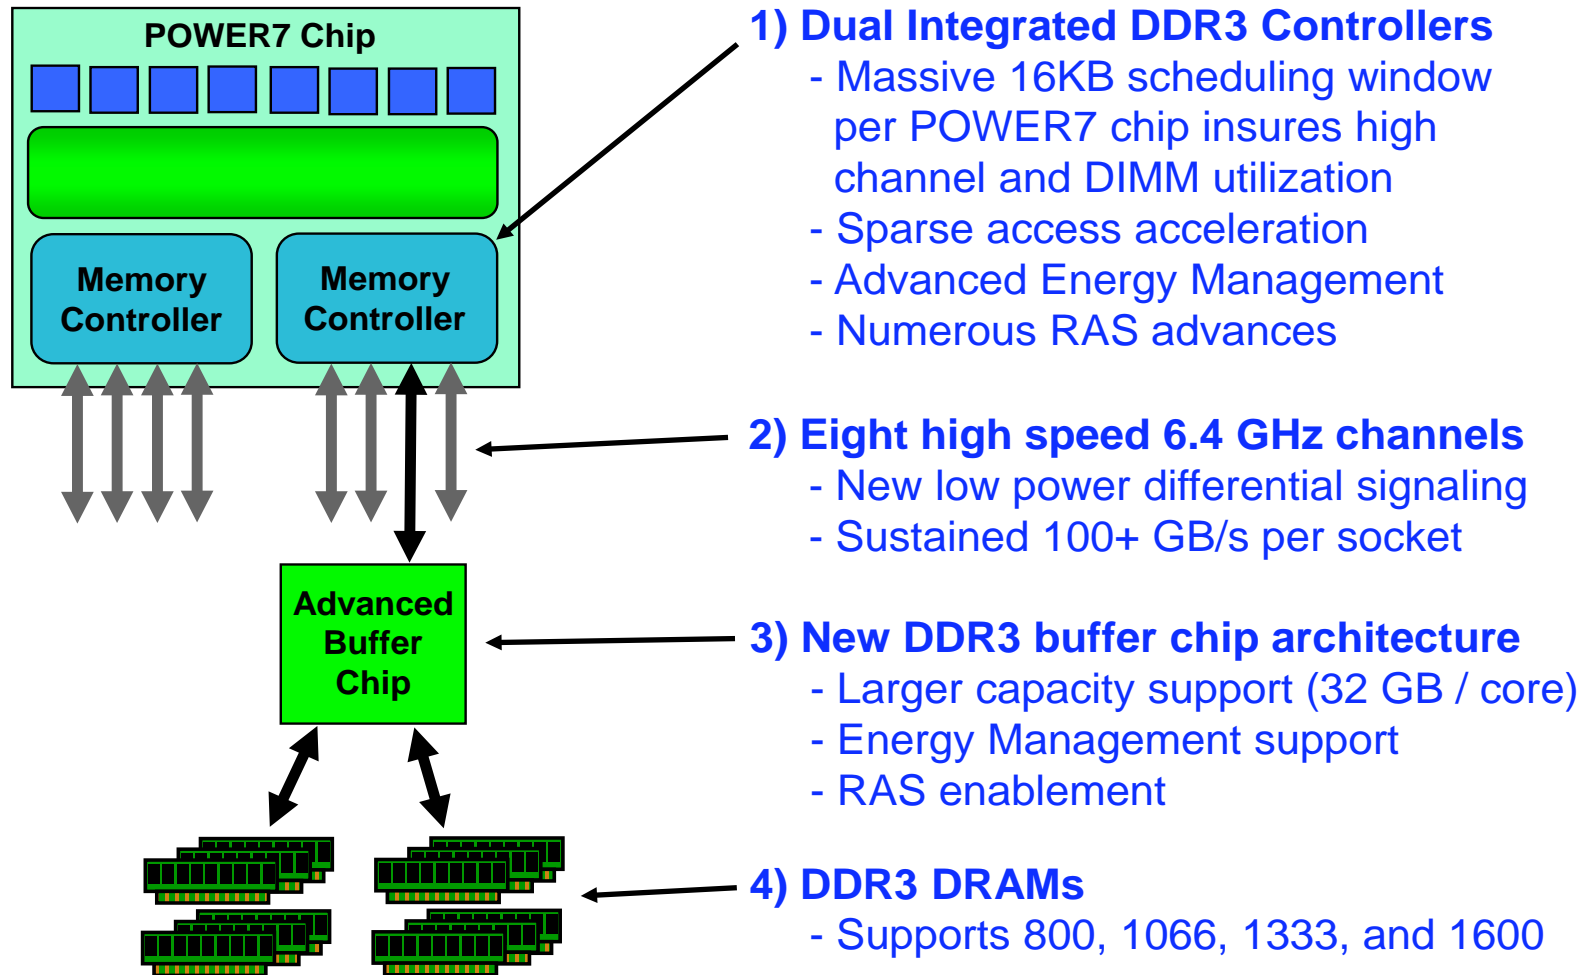 POWER7 Chip
Memory
Controller
Memory
Controller
Advanced
Buffer
Chip
1) Dual Integrated DDR3 Controllers
- Massive 16KB scheduling window
per POWER7 chip insures high
channel and DIMM utilization
- Sparse access acceleration
- Advanced Energy Management
- Numerous RAS advances
2) Eight high speed 6.4 GHz channels
- New low power differential signaling
- Sustained 100+ GB/s per socket
3) New DDR3 buffer chip architecture
- Larger capacity support (32 GB / core)
- Energy Management support
- RAS enablement
4) DDR3 DRAMs
- Supports 800, 1066, 1333, and 1600